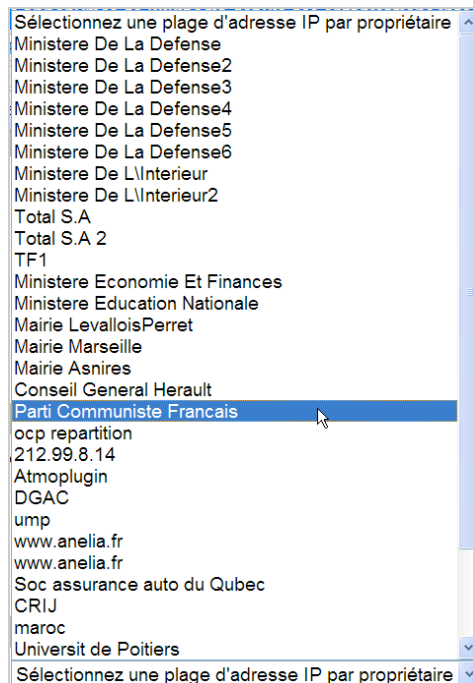 Sélectionnez une plage d'adresse IP par propriétaire
Ministere De La Defense
Ministere De La Defense2
Ministere De La Defense3
Ministere De La Defense4
Ministere De La Defense5
Ministere De La Defense6
Ministere De L\Interieur
Ministere De L\Interieur2
Total S.A
Total S.A 2
TF1
Ministere Economie Et Finances
Ministere Education Nationale
Mairie LevalloisPerret
Mairie Marseille
Mairie Asnires
Conseil General Herault
Parti Communiste Francais
ocp repartition
212.99.8.14
Atmoplugin
DGAC
ump
www.anelia.fr
www.anelia.fr
Soc assurance auto du Qubec
CRIJ
maroc
Universit de Poitiers
Sélectionnez une plage d'adresse IP par propriétaire